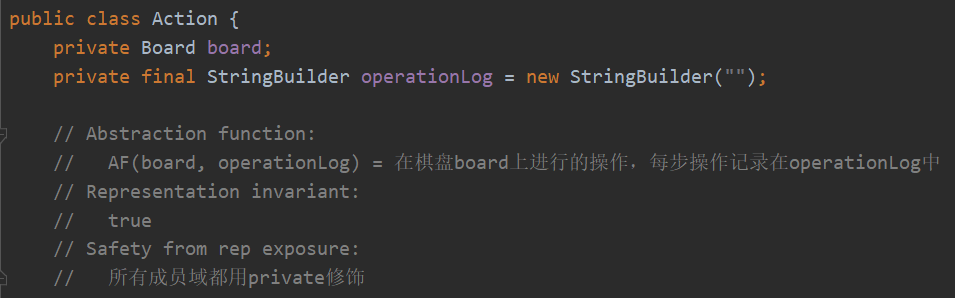 public class Action {
    private Board board;
    private final StringBuilder operationLog = new StringBuilder("");
    // Abstraction function:
    //   AF(board, operationLog) = 在棋盘board上进行的操作，每步操作记录在operationLog中
    // Representation invariant:
    //   true
    // Safety from rep exposure:
    //   所有成员域都用private修饰